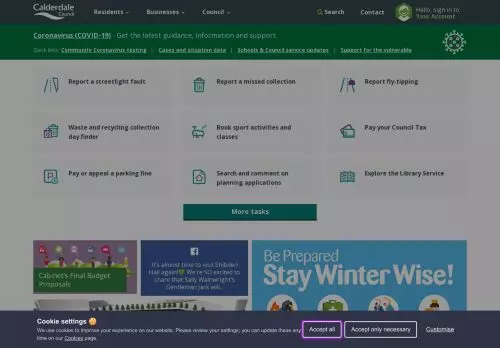 Calderdale
Council
Residents
Businesses
Council
Search
Contact
Hello, sign in to
Your Account
Coronavirus (COVID-19) - Get the latest guidance, information and support.
Quick links: Community Coronavirus testing | Cases and situation data | Schools & Council service updates | Support for the vulnerable
Report a streetlight fault
Report a missed collection
Report fly-tipping
Waste and recycling collection
day finder
Book sport activities and
classes
Pay your Council Tax
Pay or appeal a parking fine
Search and comment on
planning applications
Explore the Library Service
More tasks
Cabinet's Final Budget
Proposals
It's almost time to visit Shibden
Hall again💚 We're SO excited to
share that Sally Wainwright's
Gentleman Jack will..
Be Prepared
Stay Winter Wise!
Cookie settings 🍪
We use cookies to improve your experience on our website. Please review your settings; you can update these any
time on our Cookies page.
Accept all
Accept only necessary
Customise